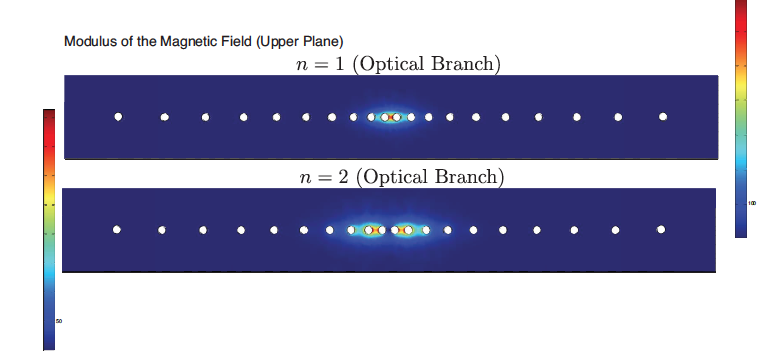 Modulus of the Magnetic Field (Upper Plane)
n = 1 (Optical Branch)
n = 2 (Optical Branch)
100
50